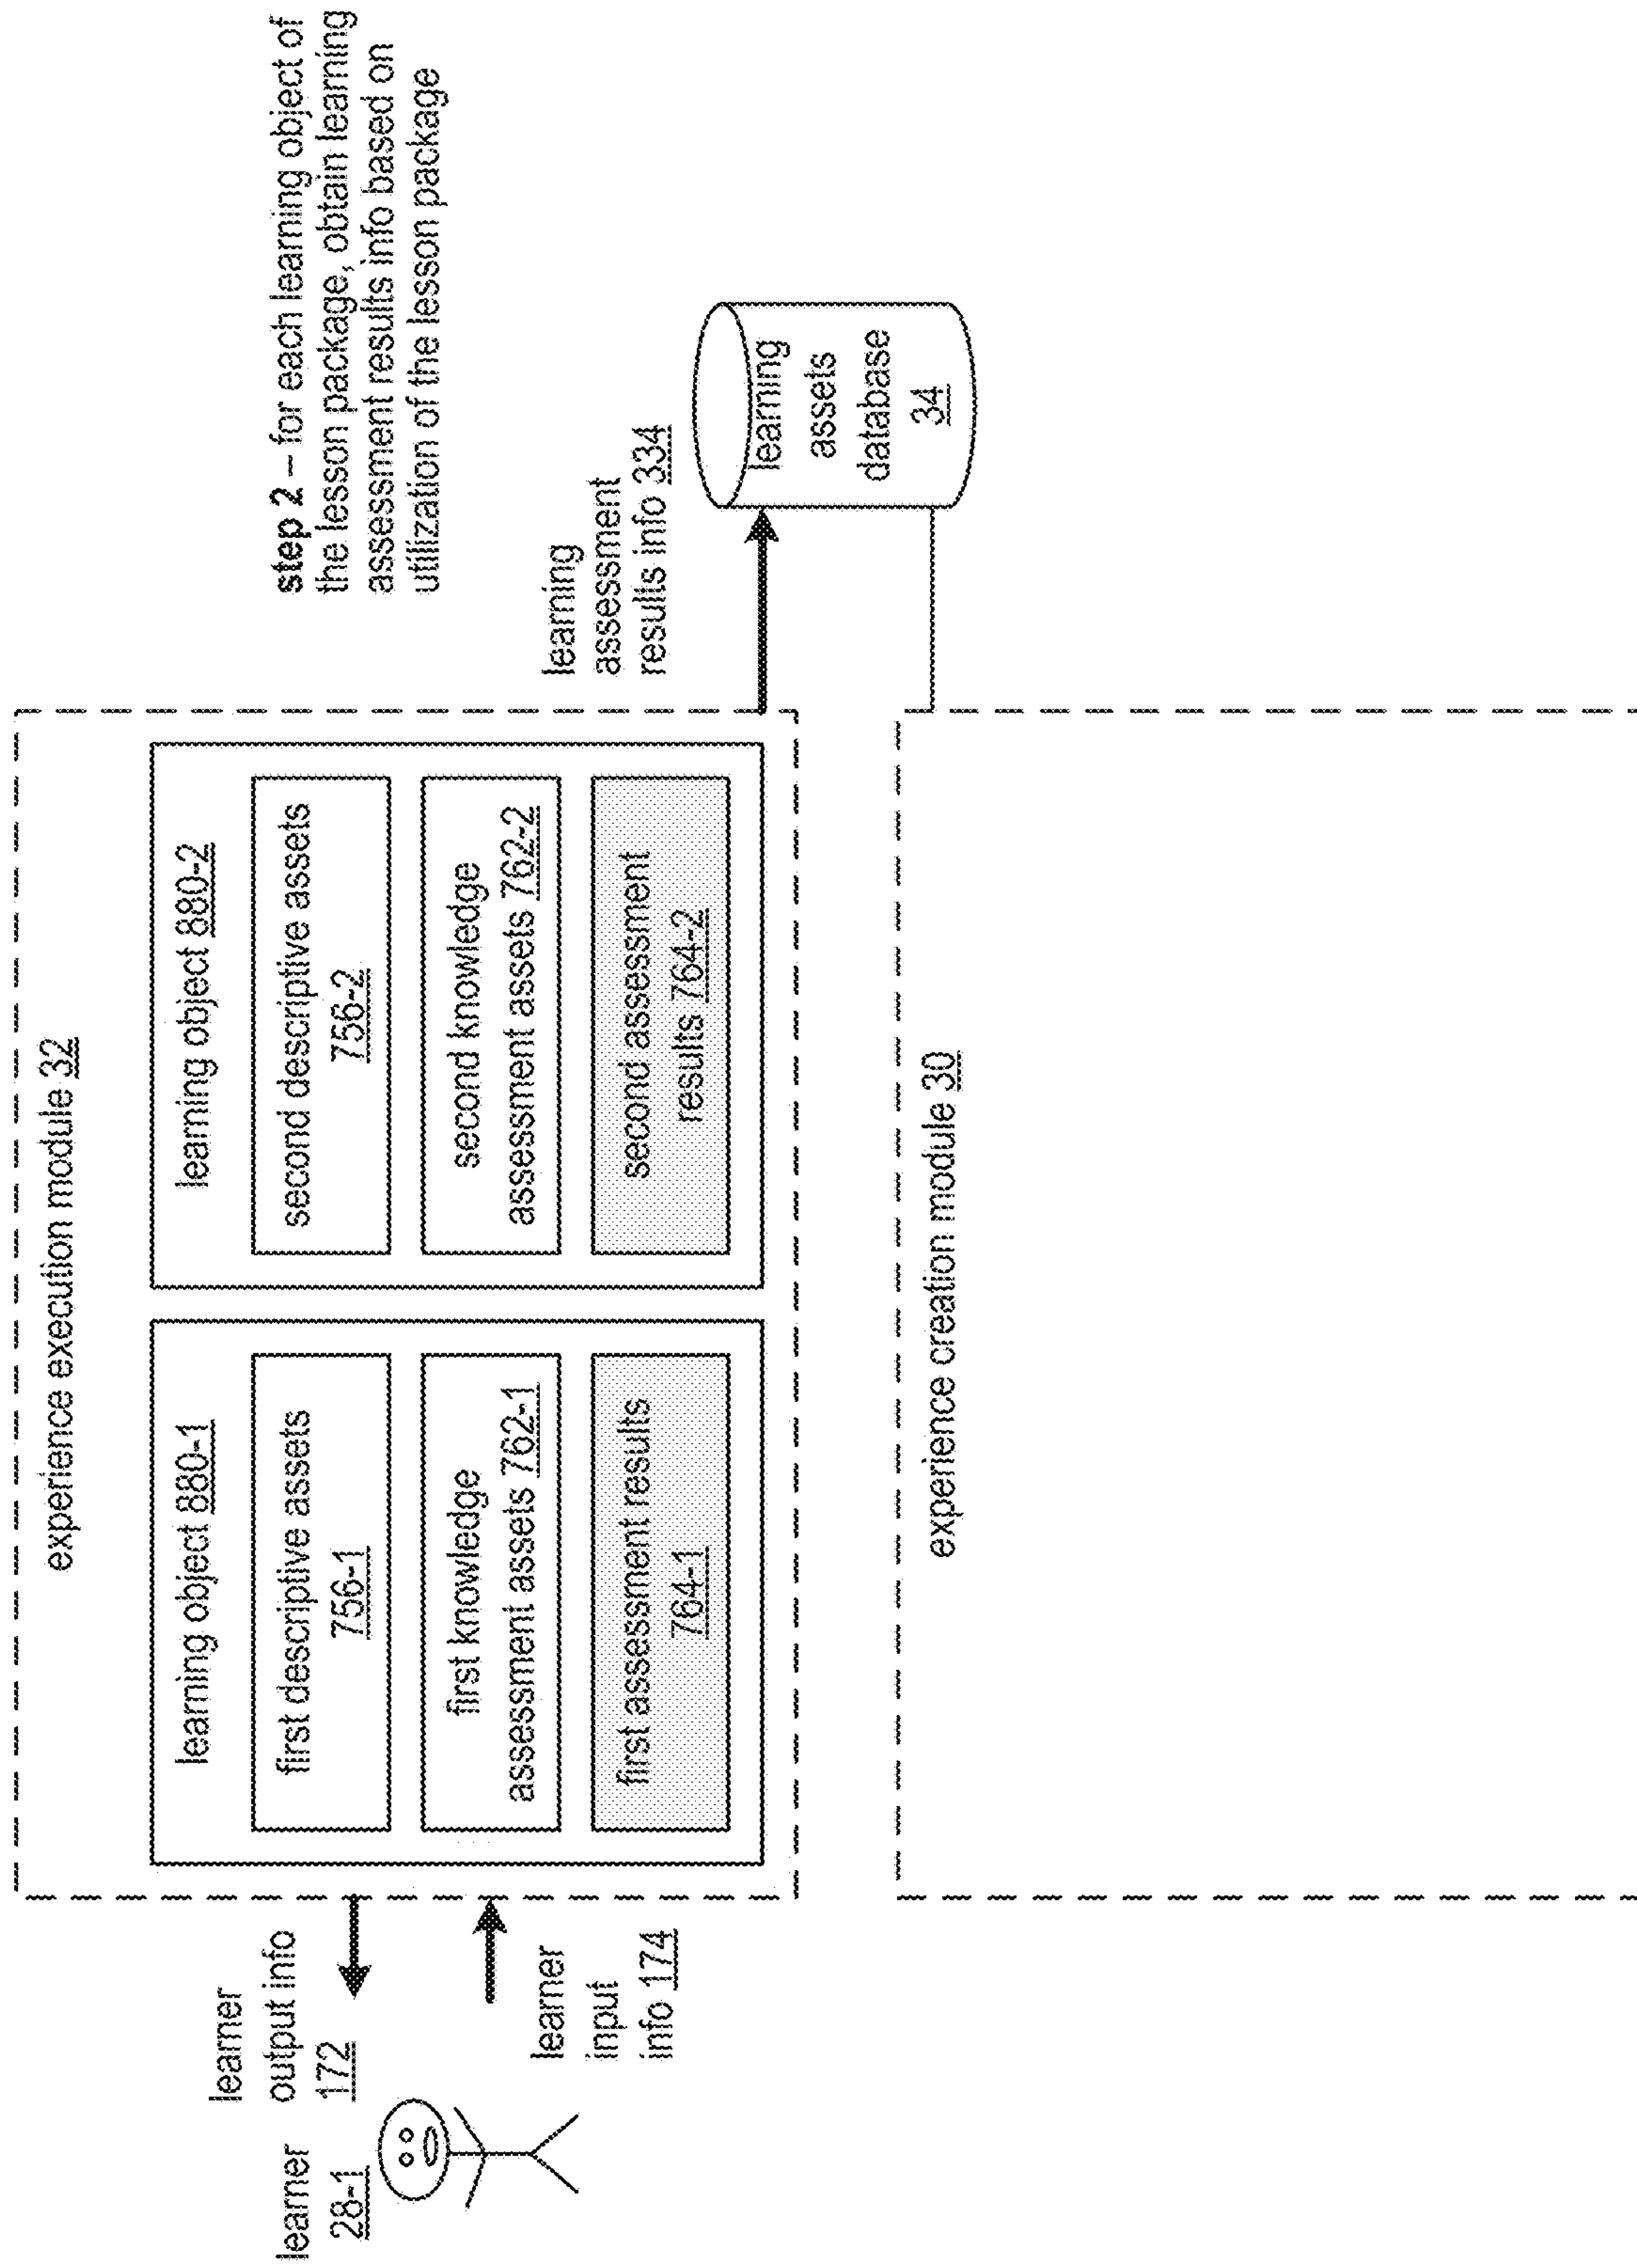 experience execution module 32
step 2 – for each learning object of
the lesson package, obtain learning
assessment results info based on
utilization of the lesson package
learner
28-1
learner
output info
172
learner
input
info 174
learning object 880-1
first descriptive assets
756-1
first knowledge
assessment assets 762-1
first assessment results
764-1
learning object 880-2
second descriptive assets
756-2
second knowledge
assessment assets 762-2
second assessment
results 764-2
learning
assessment
results info 334
learning
assets
database
34
experience creation module 30